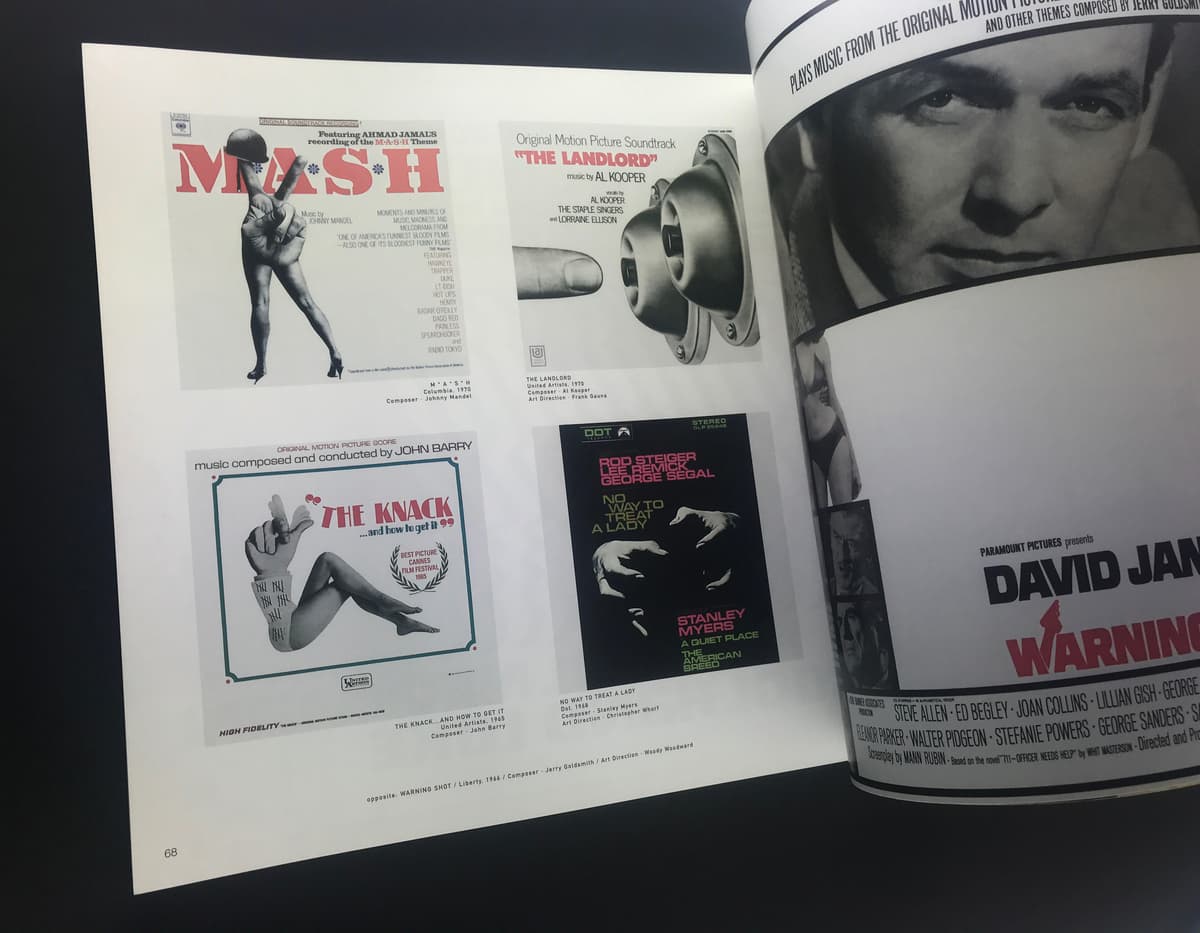 ORIGINAL SOUNDTRACK RECORDING
Featuring AHMAD JAMAL'S
recording of the M*A*S*H Theme
M*A*S*H
Music by
JOHNNY MANDEL
MOMENTS AND MINUTES OF
MUSIC, MADNESS AND
MELODRAMA FROM
"ONE OF AMERICA'S FUNNIEST BLOODY FILMS
—ALSO ONE OF ITS BLOODIEST FUNNY FILMS"
FEATURING
HAWKEYE
TRAPPER
DUKE
LT. DISH
HOT LIPS
HENRY
RADAR O'REILLY
DAGO RED
PAINLESS
SPEARCHUCKER
and
RADIO TOKYO
M * A * S * H
Columbia, 1970
Composer - Johnny Mandel
Original Motion Picture Soundtrack
"THE LANDLORD"
music by AL KOOPER
vocals by
AL KOOPER
THE STAPLE SINGERS
and LORRAINE ELLISON
UA
THE LANDLORD
United Artists, 1970
Composer - Al Kooper
Art Direction - Frank Gauna
ORIGINAL MOTION PICTURE SCORE
music composed and conducted by JOHN BARRY
"THE KNACK
...and how to get it"
BEST PICTURE
CANNES
FILM FESTIVAL
1965
UNITED
ARTISTS
HIGH FIDELITY
THE KNACK...AND HOW TO GET IT
United Artists, 1965
Composer - John Barry
DOT
RECORDS
STEREO
ROD STEIGER
LEE REMICK
GEORGE SEGAL
NO
WAY TO
TREAT
A LADY
STANLEY
MYERS
A QUIET PLACE
THE
AMERICAN
BREED
NO WAY TO TREAT A LADY
Dot, 1968
Composer - Stanley Myers
Art Direction - Christopher Whorf
opposite: WARNING SHOT / Liberty, 1966 / Composer - Jerry Goldsmith / Art Direction - Woody Woodward
68
PLAYS MUSIC FROM THE ORIGINAL MOTION PICTURE
AND OTHER THEMES COMPOSED BY JERRY GOLDSMITH
PARAMOUNT PICTURES presents
DAVID JAN
WARNING
STEVE ALLEN · ED BEGLEY · JOAN COLLINS · LILLIAN GISH · GEORGE
ELEANOR PARKER · WALTER PIDGEON · STEFANIE POWERS · GEORGE SANDERS
Screenplay by MANN RUBIN · Based on the novel "711—OFFICER NEEDS HELP" by WHIT MASTERSON · Directed and Pro